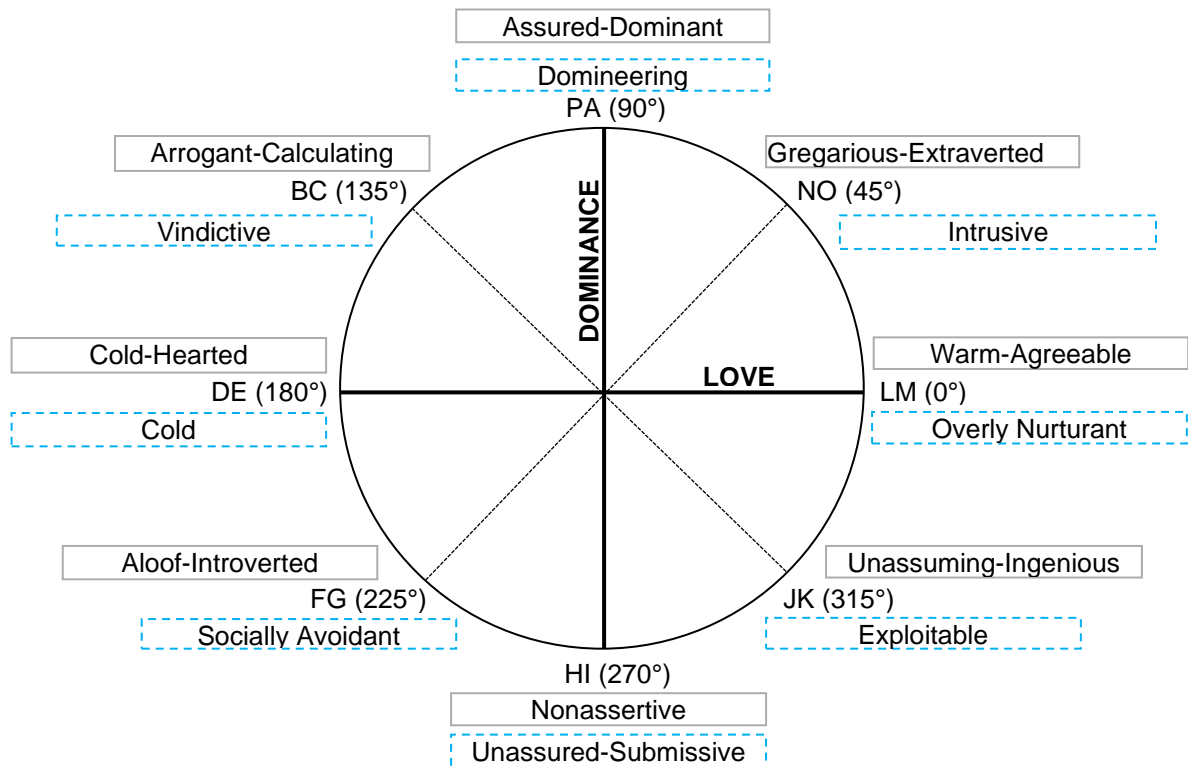 Assured-Dominant
Domineering
PA (90°)
Arrogant-Calculating
BC (135°)
Vindictive
Gregarious-Extraverted
NO (45°)
Intrusive
DOMINANCE
LOVE
Cold-Hearted
DE (180°)
Cold
Warm-Agreeable
LM (0°)
Overly Nurturant
Aloof-Introverted
FG (225°)
Socially Avoidant
Unassuming-Ingenious
JK (315°)
Exploitable
HI (270°)
Nonassertive
Unassured-Submissive